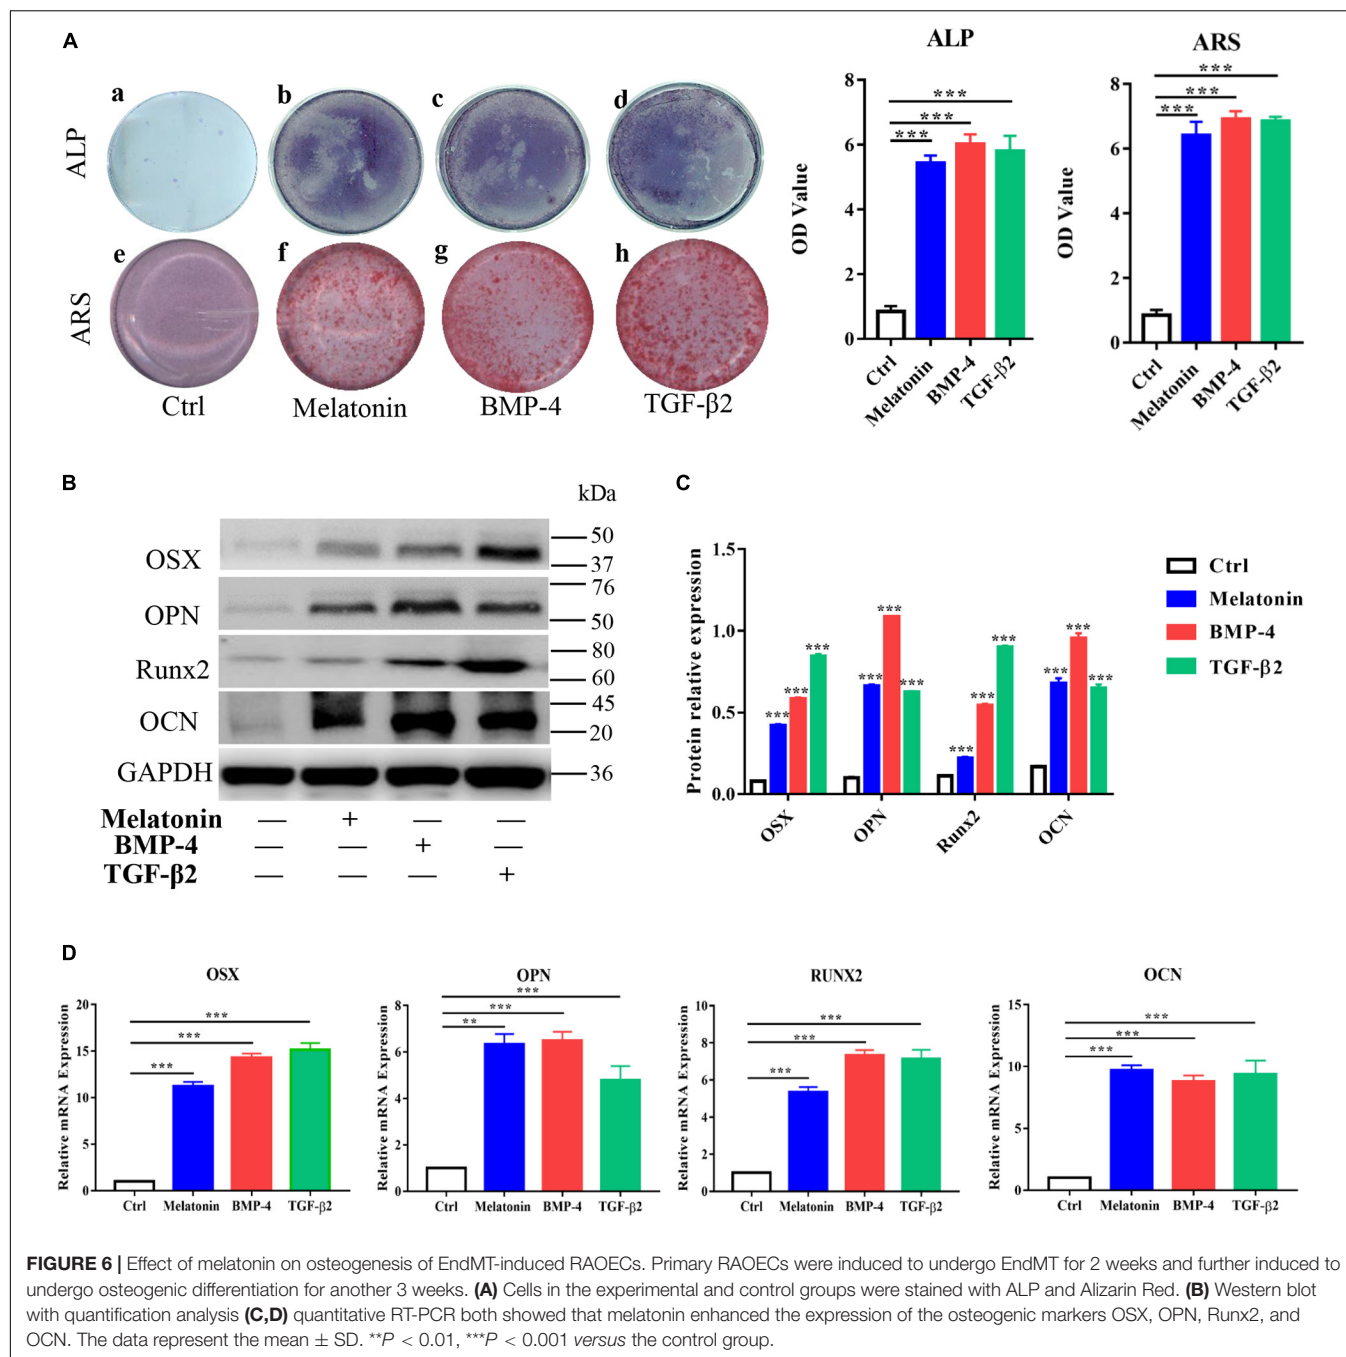 A
a b c d
ALP
e f g h
ARS
Ctrl Melatonin BMP-4 TGF-β2
ALP
OD Value
8
6
4
2
0
***
***
***
Ctrl Melatonin BMP-4 TGF-β2
ARS
OD Value
8
6
4
2
0
***
***
***
Ctrl Melatonin BMP-4 TGF-β2
B
kDa
OSX 50
37
OPN 76
50
Runx2 80
60
OCN 45
20
GAPDH 36
Melatonin — + — —
BMP-4 — — + —
TGF-β2 — — — +
C
Protein relative expression
1.5
1.0
0.5
0.0
*** *** ***
*** *** ***
*** *** ***
*** *** ***
OSX OPN Runx2 OCN
Ctrl
Melatonin
BMP-4
TGF-β2
D
OSX
Relative mRNA Expression
20
15
10
5
0
***
***
***
Ctrl Melatonin BMP-4 TGF-β2
OPN
Relative mRNA Expression
8
6
4
2
0
***
***
**
Ctrl Melatonin BMP-4 TGF-β2
RUNX2
Relative mRNA Expression
10
8
6
4
2
0
***
***
***
Ctrl Melatonin BMP-4 TGF-β2
OCN
Relative mRNA Expression
15
10
5
0
***
***
***
Ctrl Melatonin BMP-4 TGF-β2
FIGURE 6 | Effect of melatonin on osteogenesis of EndMT-induced RAOECs. Primary RAOECs were induced to undergo EndMT for 2 weeks and further induced to
undergo osteogenic differentiation for another 3 weeks. (A) Cells in the experimental and control groups were stained with ALP and Alizarin Red. (B) Western blot
with quantification analysis (C,D) quantitative RT-PCR both showed that melatonin enhanced the expression of the osteogenic markers OSX, OPN, Runx2, and
OCN. The data represent the mean ± SD. **P < 0.01, ***P < 0.001 versus the control group.